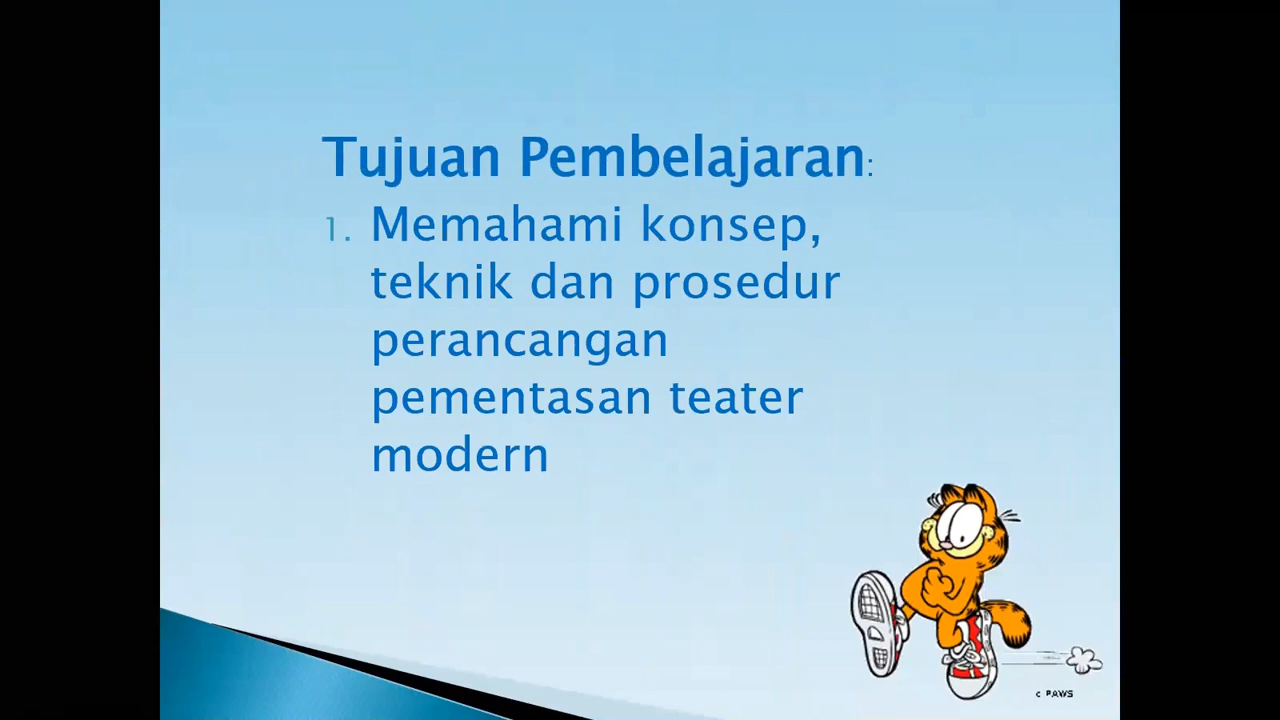 Tujuan Pembelajaran:
1. Memahami konsep,
teknik dan prosedur
perancangan
pementasan teater
modern
c PAWS